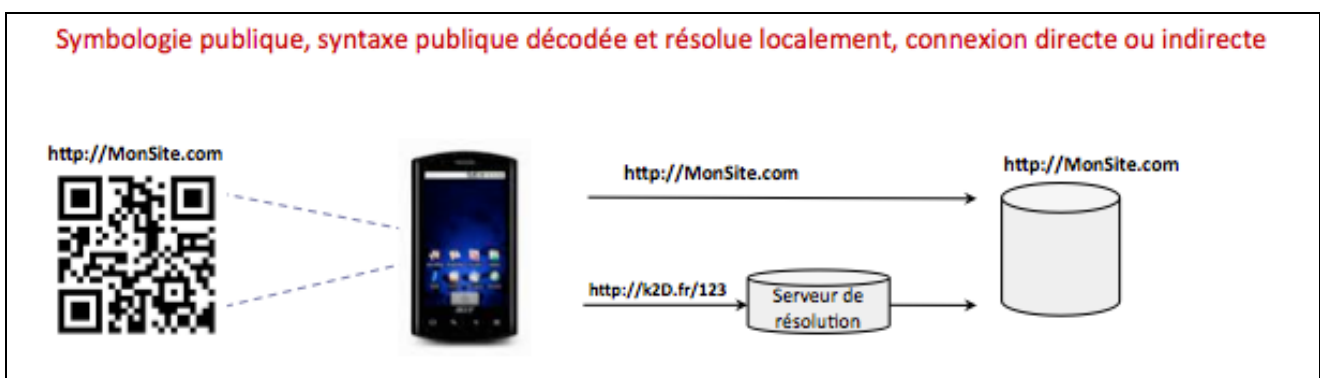 Symbologie publique, syntaxe publique décodée et résolue localement, connexion directe ou indirecte
http://MonSite.com
http://MonSite.com
http://MonSite.com
http://k2D.fr/123
Serveur de
résolution
acer